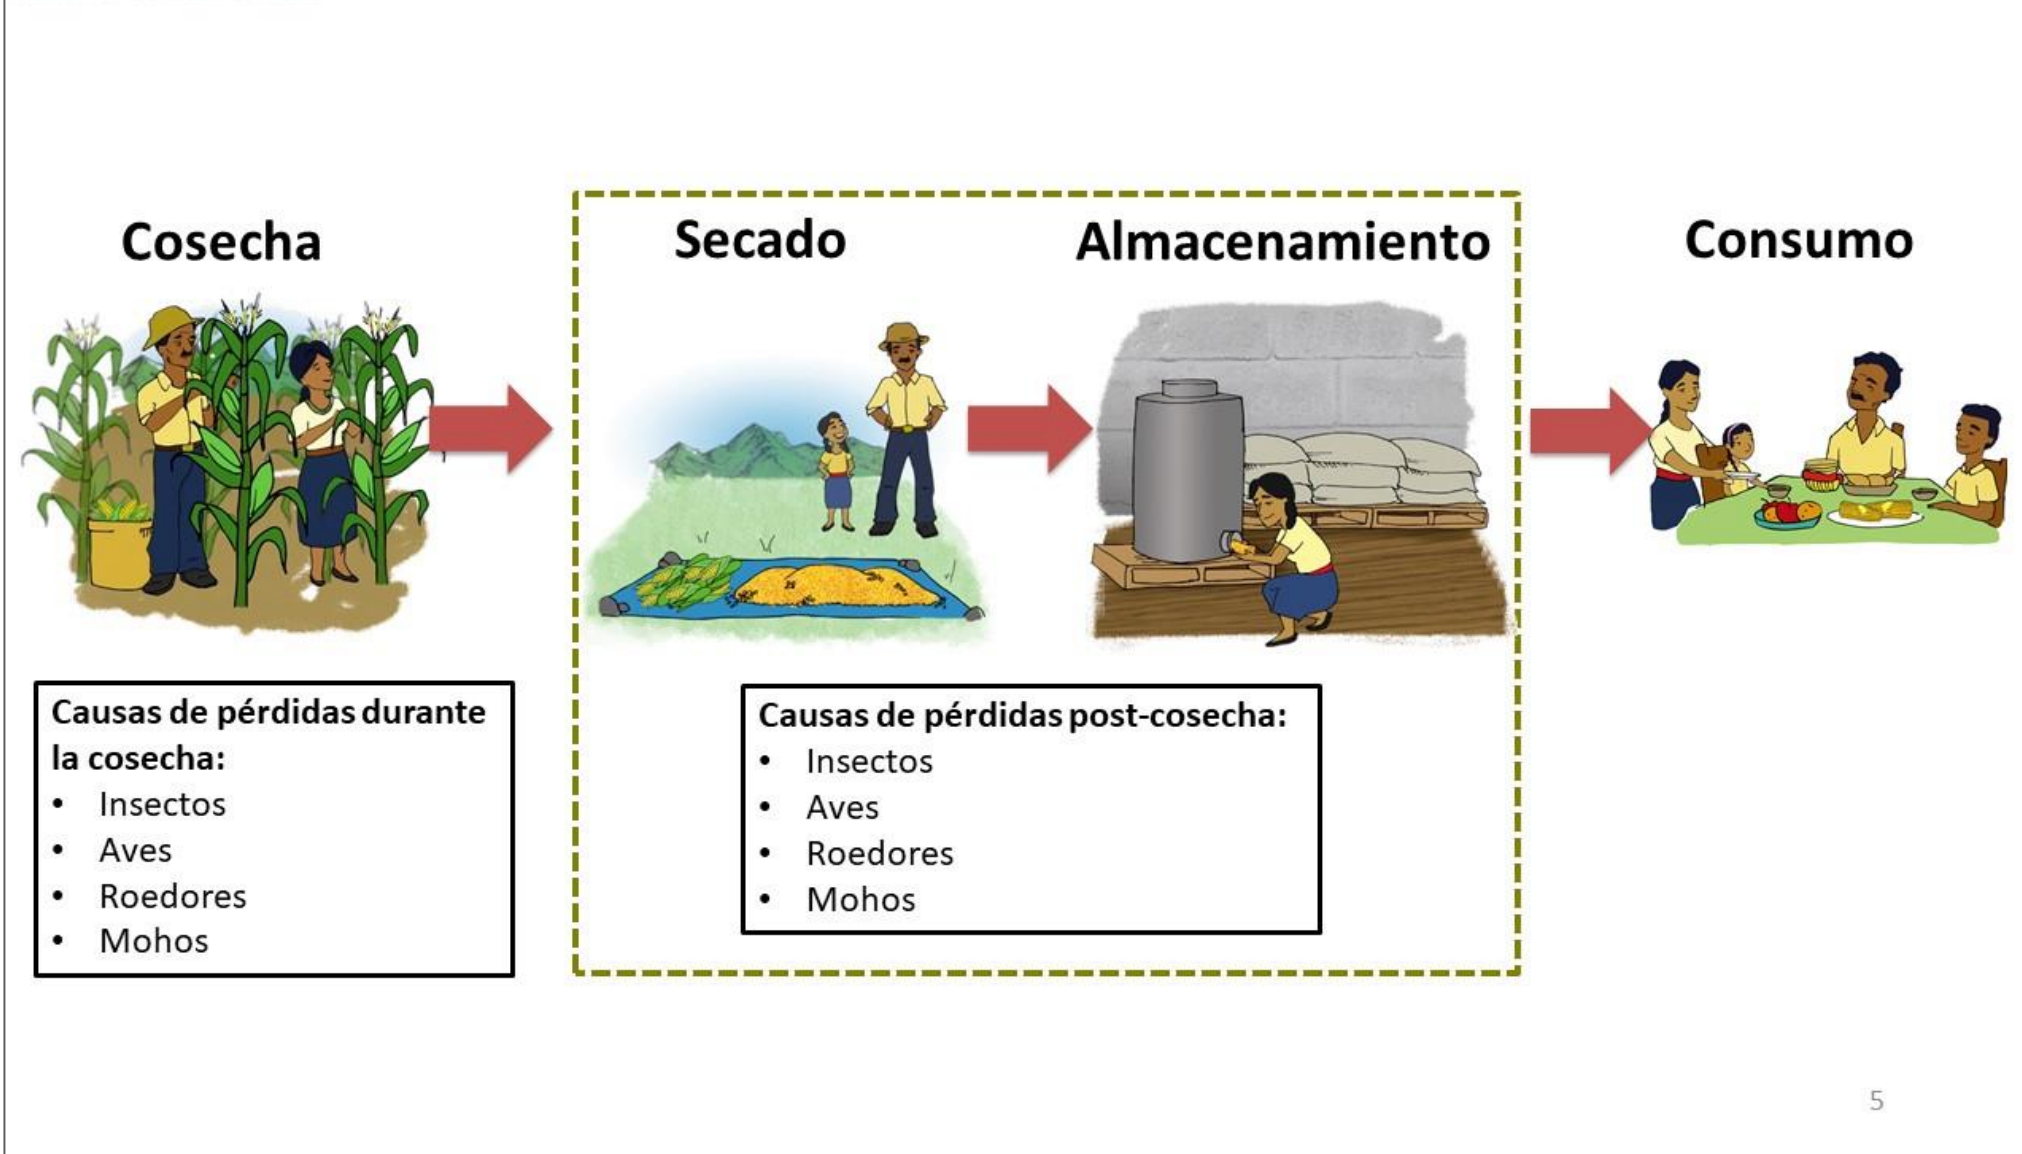 Cosecha
Secado
Almacenamiento
Consumo
Causas de pérdidas durante
la cosecha:
• Insectos
• Aves
• Roedores
• Mohos
Causas de pérdidas post-cosecha:
• Insectos
• Aves
• Roedores
• Mohos
5